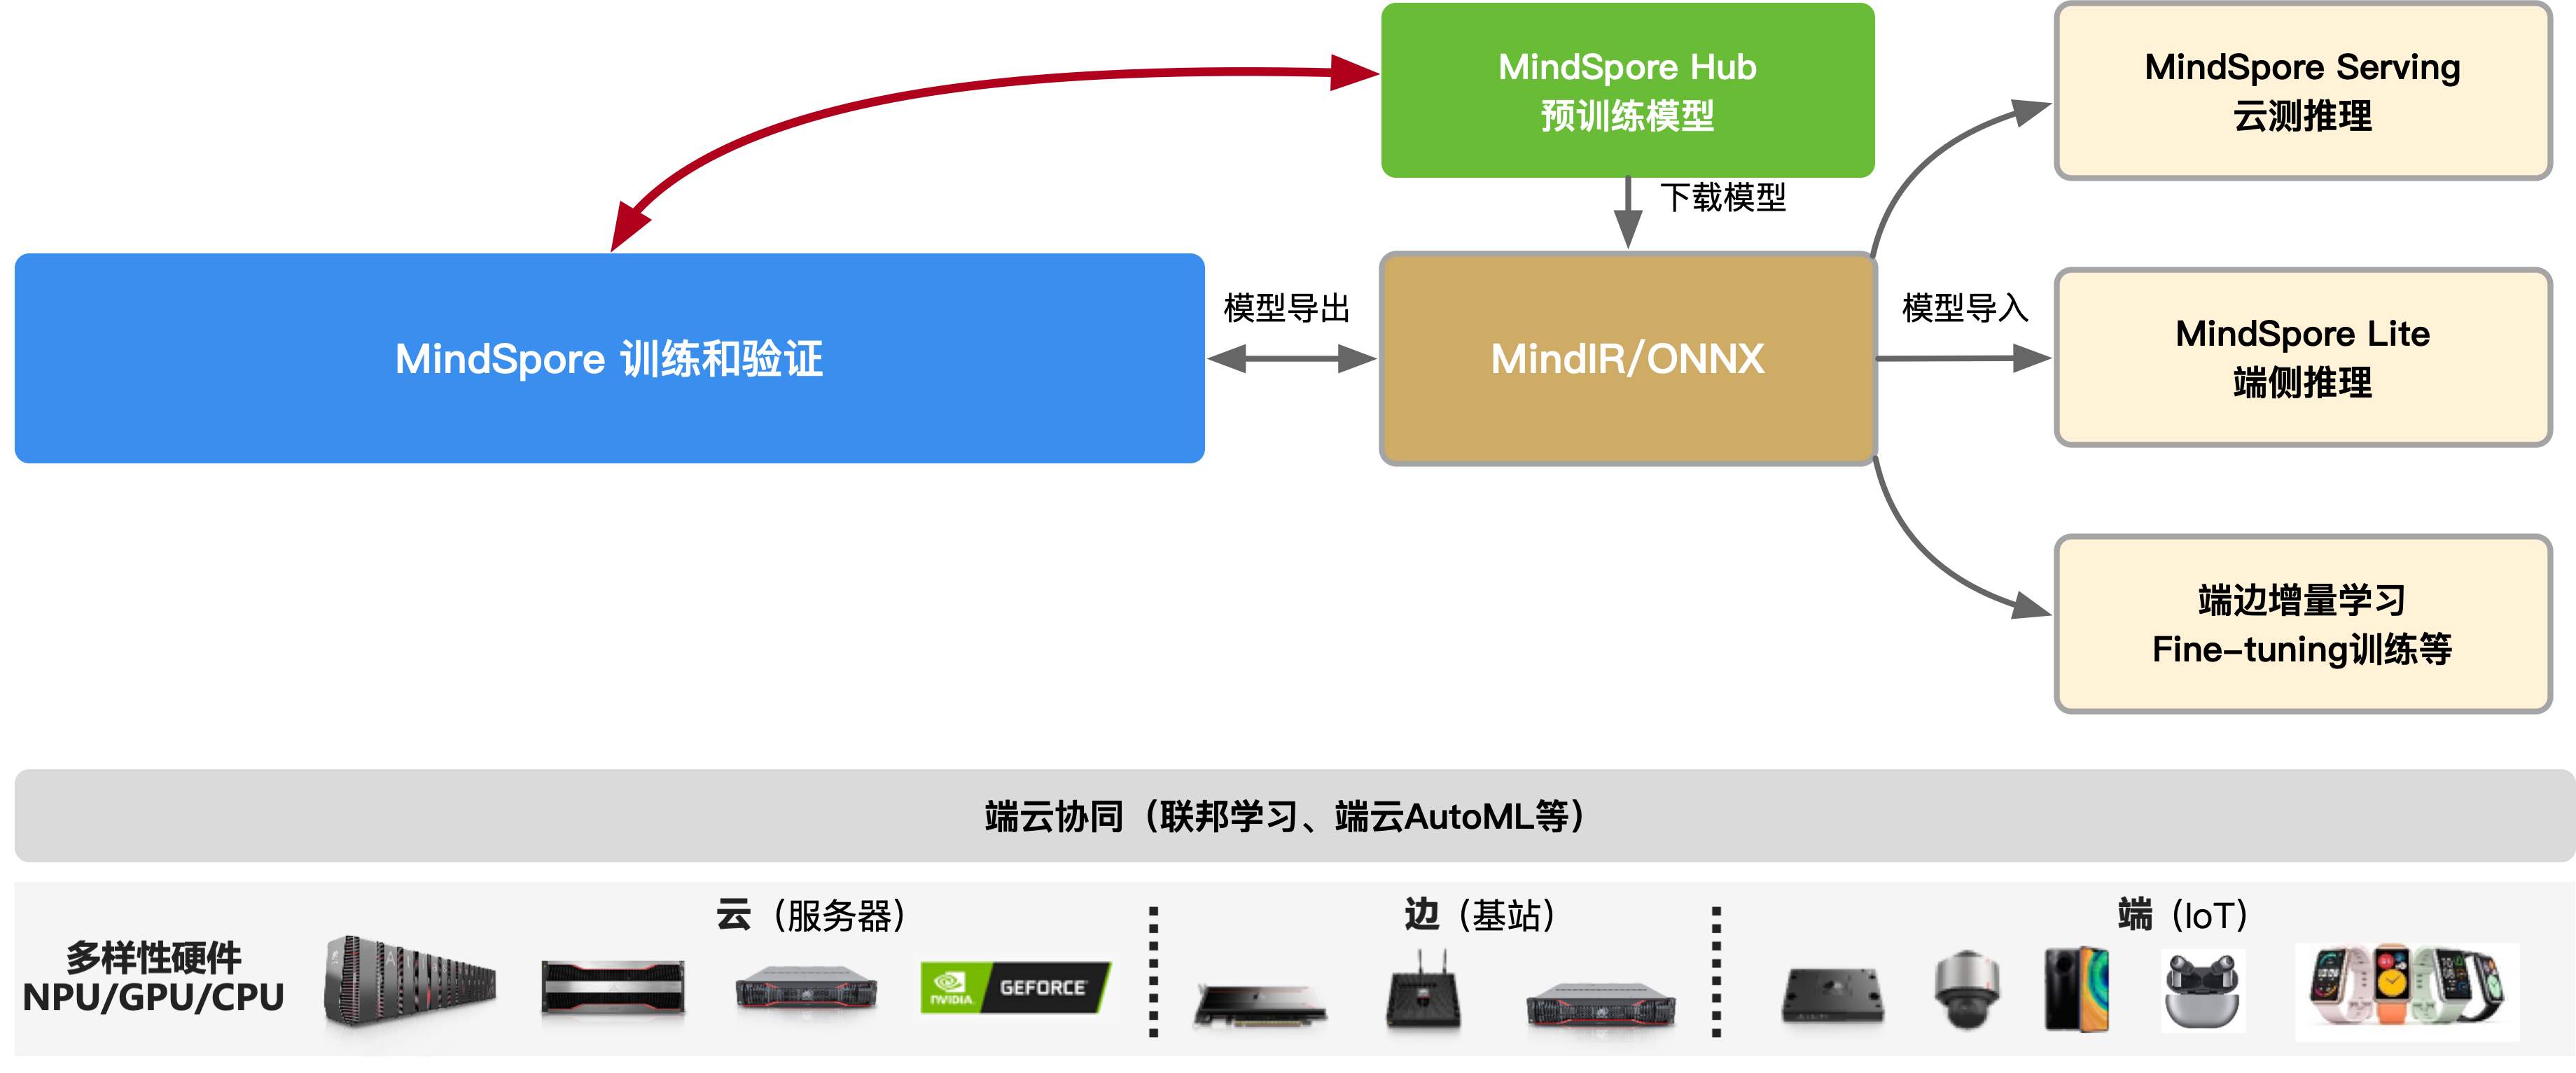 MindSpore Hub
预训练模型
MindSpore Serving
云测推理
下载模型
MindSpore 训练和验证
模型导出
MindIR/ONNX
模型导入
MindSpore Lite
端侧推理
端边增量学习
Fine-tuning训练等
端云协同（联邦学习、端云AutoML等）
云（服务器）
边（基站）
端（IoT）
多样性硬件
NPU/GPU/CPU
NVIDIA.
GEFORCE